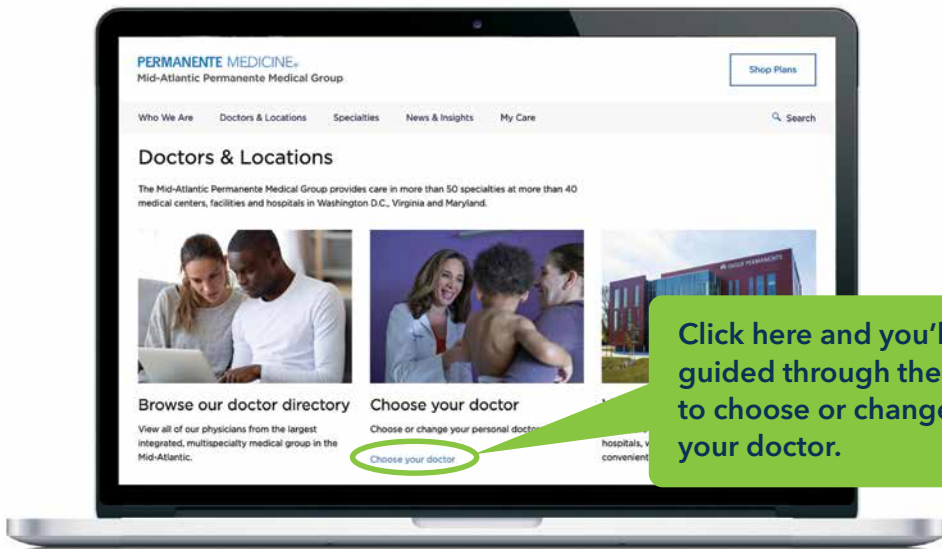 PERMANENTE MEDICINE®
Mid-Atlantic Permanente Medical Group
Shop Plans
Who We Are Doctors & Locations Specialties News & Insights My Care Search
Doctors & Locations
The Mid-Atlantic Permanente Medical Group provides care in more than 50 specialties at more than 40
medical centers, facilities and hospitals in Washington D.C., Virginia and Maryland.
Browse our doctor directory
View all of our physicians from the largest
integrated, multispecialty medical group in the
Mid-Atlantic.
Choose your doctor
Choose or change your personal
Choose your doctor
hospitals,
convenient
Click here and
guided through the
to choose or change
your doctor.